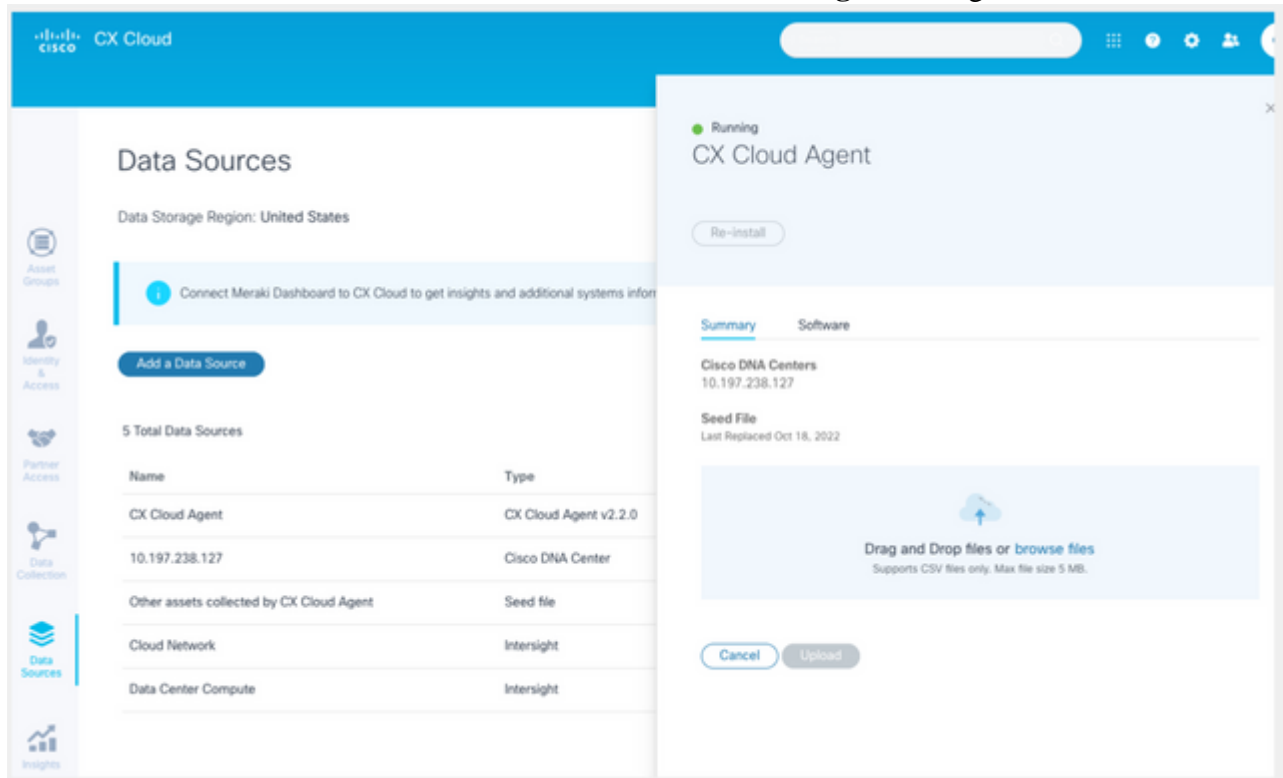 cisco CX Cloud
Data Sources
Data Storage Region: United States
Connect Meraki Dashboard to CX Cloud to get insights and additional systems infor
Add a Data Source
5 Total Data Sources
Name Type
CX Cloud Agent CX Cloud Agent v2.2.0
10.197.238.127 Cisco DNA Center
Other assets collected by CX Cloud Agent Seed file
Cloud Network Intersight
Data Center Compute Intersight
Asset
Groups
Identity
&
Access
Partner
Access
Data
Collection
Data
Sources
Insights
Running
CX Cloud Agent
Re-install
Summary Software
Cisco DNA Centers
10.197.238.127
Seed File
Last Replaced Oct 18, 2022
Drag and Drop files or browse files
Supports CSV files only. Max file size 5 MB.
Cancel Upload